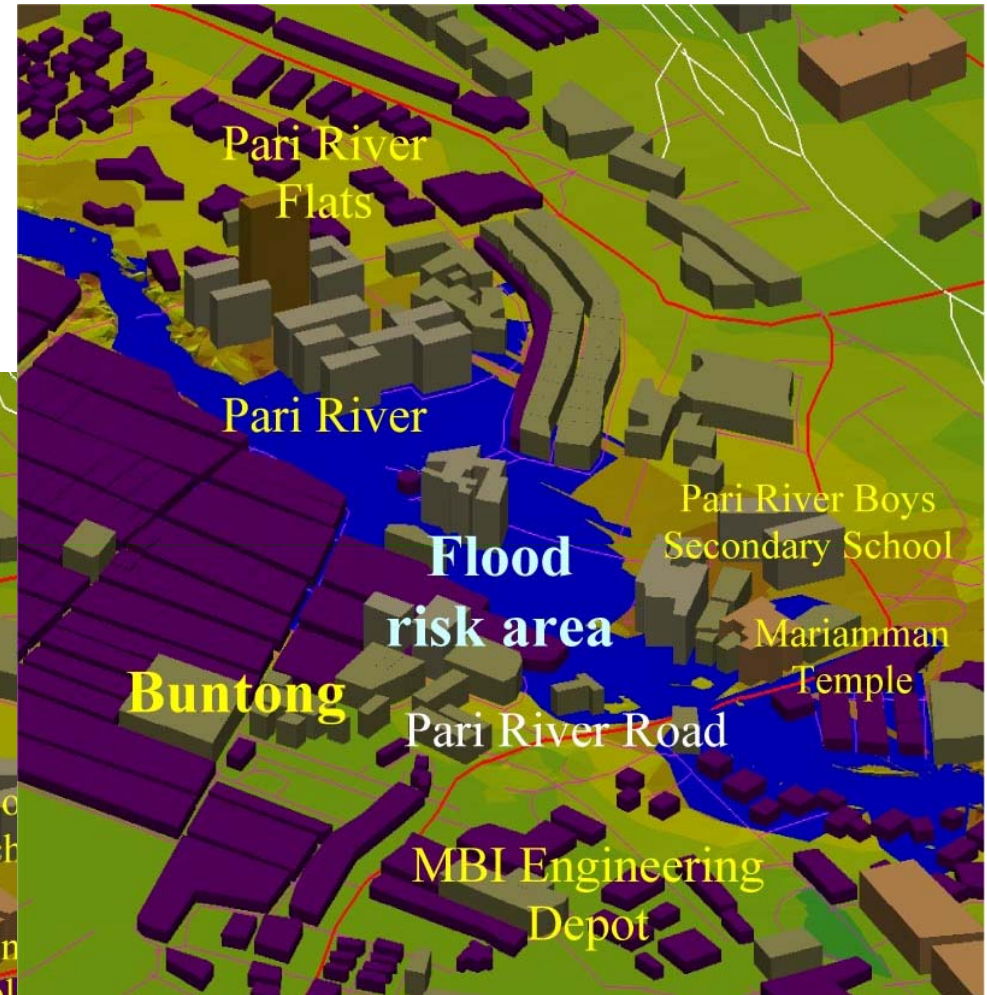 Pari River
Flats
Pari River
Pari River Boys
Secondary School
Flood
risk area
Mariamman
Temple
Buntong
Pari River Road
MBI Engineering
Depot